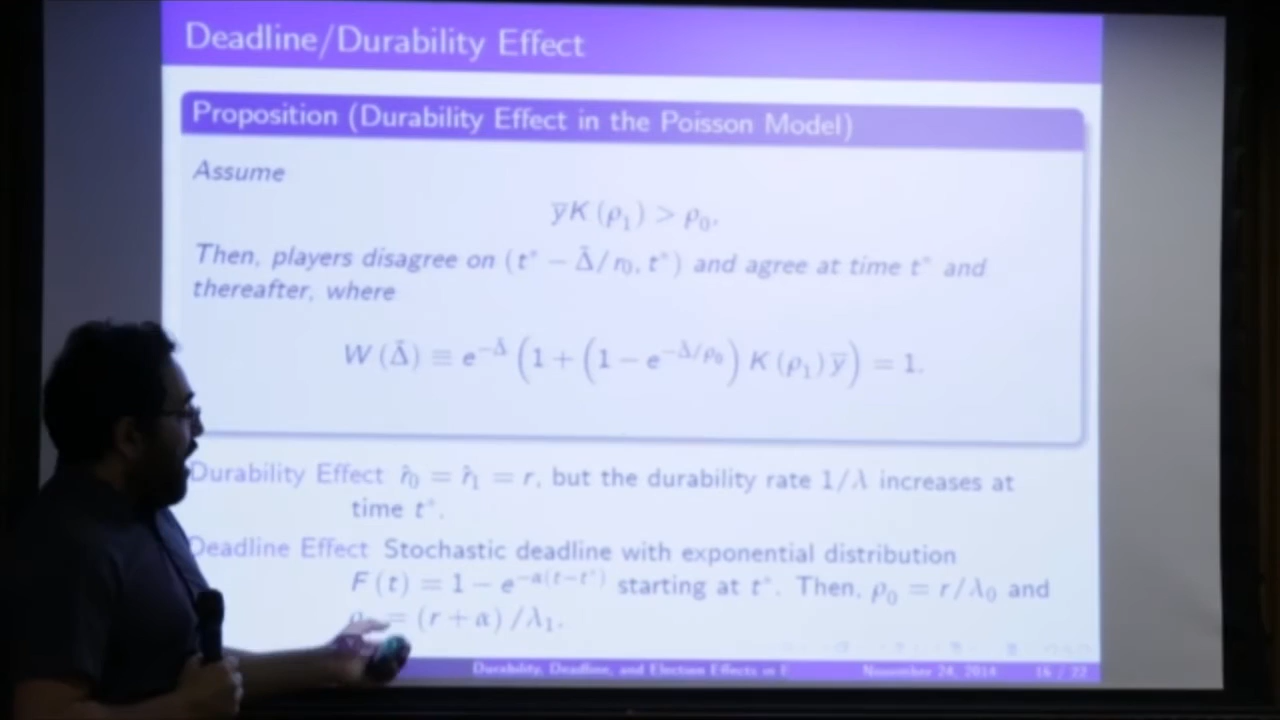 Deadline/Durability Effect
Proposition (Durability Effect in the Poisson Model)
Assume
y̅K (ρ₁) > ρ₀.
Then, players disagree on (t* − Δ̄/r₀, t*) and agree at time t* and
thereafter, where
W (Δ̄) ≡ e^{−Δ̄} (1 + (1 − e^{−Δ̄/ρ₀}) K (ρ₁) y̅) = 1.
Durability Effect r̂₀ = r̂₁ = r, but the durability rate 1/λ increases at
time t*.
Deadline Effect Stochastic deadline with exponential distribution
F (t) = 1 − e^{−α(t−t*)} starting at t*. Then, ρ₀ = r/λ₀ and
= (r + α) /λ₁.
Durability, Deadline, and Election Effects in November 24, 2014 16 / 22